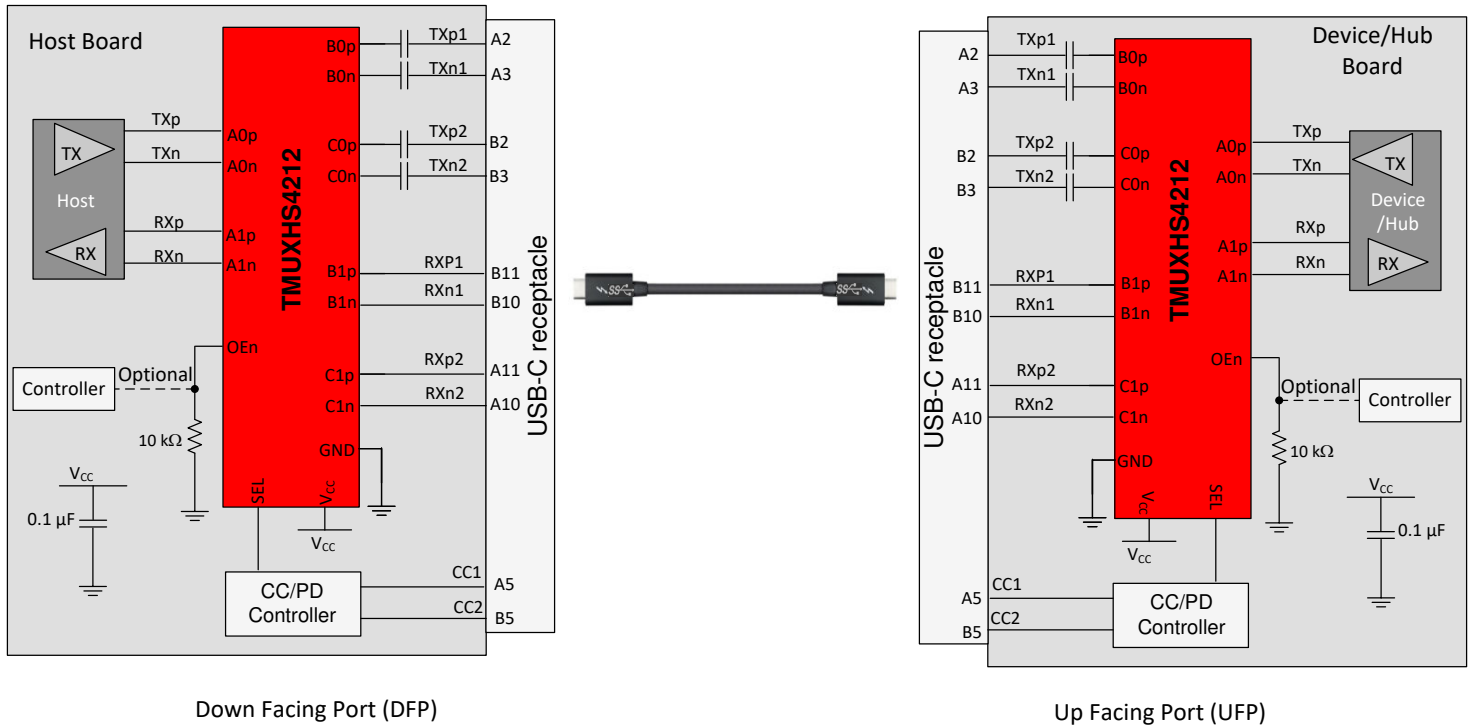 Host Board
TMUXHS4212
B0p
TXp1
A2
B0n
TXn1
A3
TXp
A0p
C0p
TXp2
B2
TX
TXn
A0n
C0n
TXn2
B3
Host
RXp
A1p
RX
RXn
A1n
B1p
RXP1
B11
B1n
RXn1
B10
USB-C receptacle
OEn
Controller
Optional
C1p
RXp2
A11
C1n
RXn2
A10
10 kΩ
GND
VCC
0.1 µF
SEL
VCC
VCC
CC/PD
Controller
CC1
A5
CC2
B5
Down Facing Port (DFP)
SS
SS
Device/Hub
Board
USB-C receptacle
TMUXHS4212
A2
TXp1
B0p
A3
TXn1
B0n
B2
TXp2
C0p
B3
TXn2
C0n
A0p
TXp
TX
A0n
TXn
Device
/Hub
A1p
RXp
A1n
RXn
RX
B11
RXP1
B1p
B10
RXn1
B1n
OEn
Optional
Controller
A11
RXp2
C1p
A10
RXn2
C1n
10 kΩ
GND
VCC
SEL
VCC
VCC
0.1 µF
A5
CC1
B5
CC2
CC/PD
Controller
Up Facing Port (UFP)